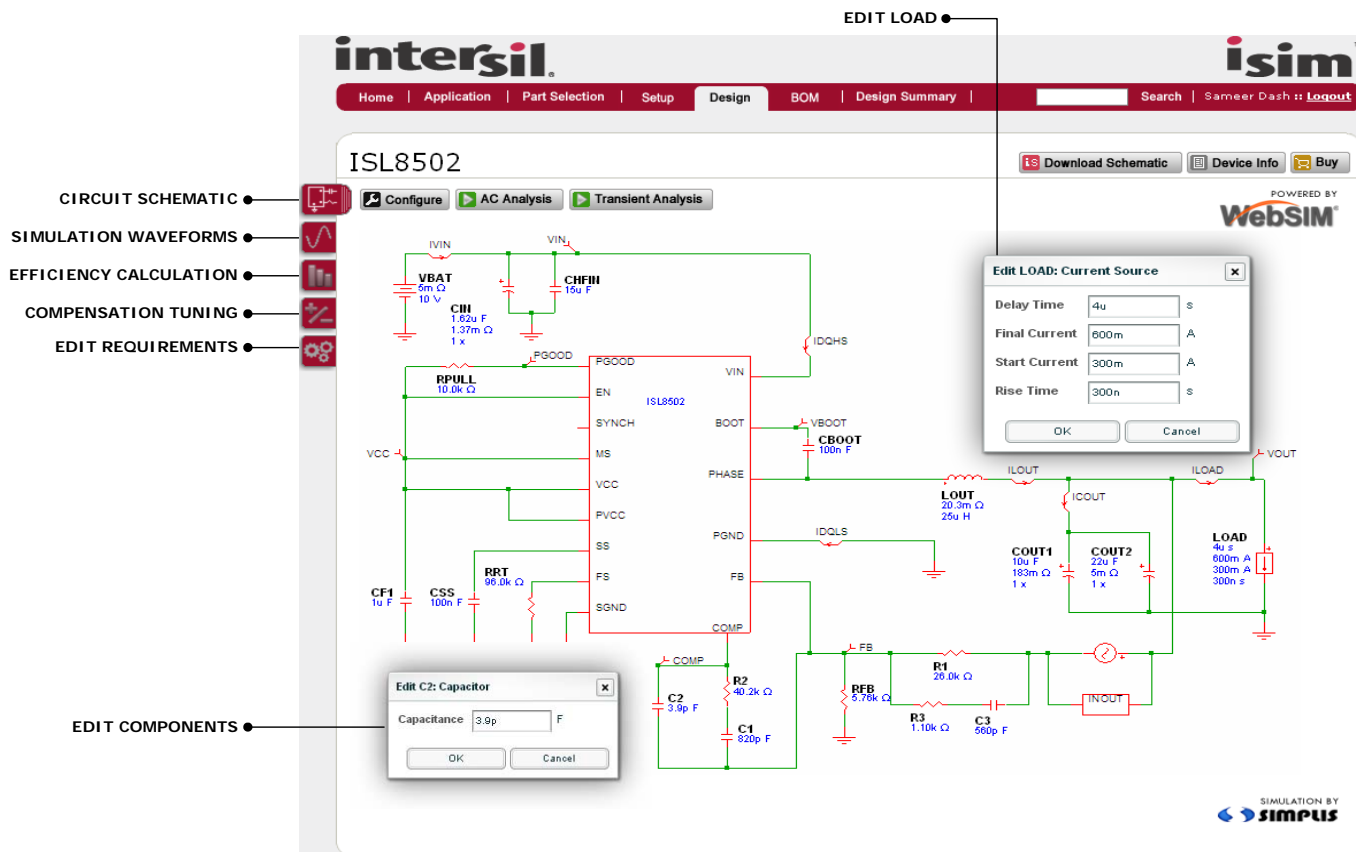 EDIT LOAD
intersil.
isim
Home | Application | Part Selection | Setup Design BOM | Design Summary | Search | Sameer Dash :: Logout
ISL8502
Download Schematic
Device Info
Buy
CIRCUIT SCHEMATIC
Configure
AC Analysis
Transient Analysis
POWERED BY
WebSIM
SIMULATION WAVEFORMS
EFFICIENCY CALCULATION
COMPENSATION TUNING
EDIT REQUIREMENTS
IVIN
VIN
VBAT
5m Ω
10 V
CIN
1.62u F
1.37m Ω
1 x
CHFIN
15u F
IDQHS
Edit LOAD: Current Source
Delay Time 4u s
Final Current 600m A
Start Current 300m A
Rise Time 300n s
OK Cancel
PGOOD
RPULL
10.0k Ω
PGOOD
EN
SYNCH
MS
VCC
PVCC
SS
FS
SGND
ISL8502
VIN
BOOT
PHASE
PGND
FB
COMP
VCC
VBOOT
CBOOT
100n F
LOUT
20.3m Ω
25u H
ILOUT
ICOUT
ILOAD
VOUT
IDQLS
COUT1
10u F
183m Ω
1 x
COUT2
22u F
5m Ω
1 x
LOAD
4u s
600m A
300m A
300n s
CF1
1u F
CSS
100n F
RRT
96.0k Ω
COMP
C2
3.9p F
R2
40.2k Ω
C1
820p F
FB
RFB
5.76k Ω
R1
26.0k Ω
R3
1.10k Ω
C3
560p F
INOUT
EDIT COMPONENTS
Edit C2: Capacitor
Capacitance 3.9p F
OK Cancel
SIMULATION BY
SIMPLIS